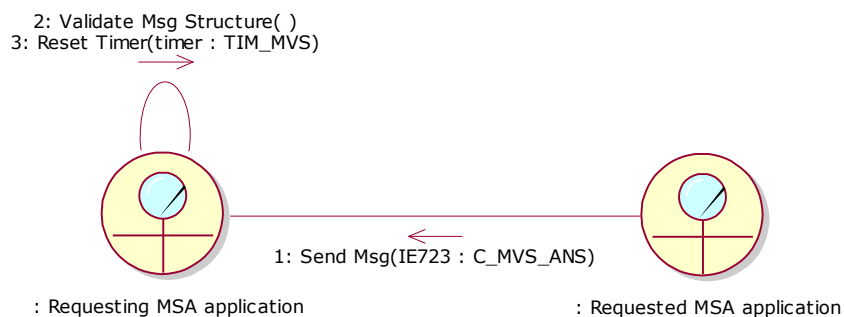 2: Validate Msg Structure( )
3: Reset Timer(timer : TIM_MVS)
1: Send Msg(IE723 : C_MVS_ANS)
: Requesting MSA application
: Requested MSA application